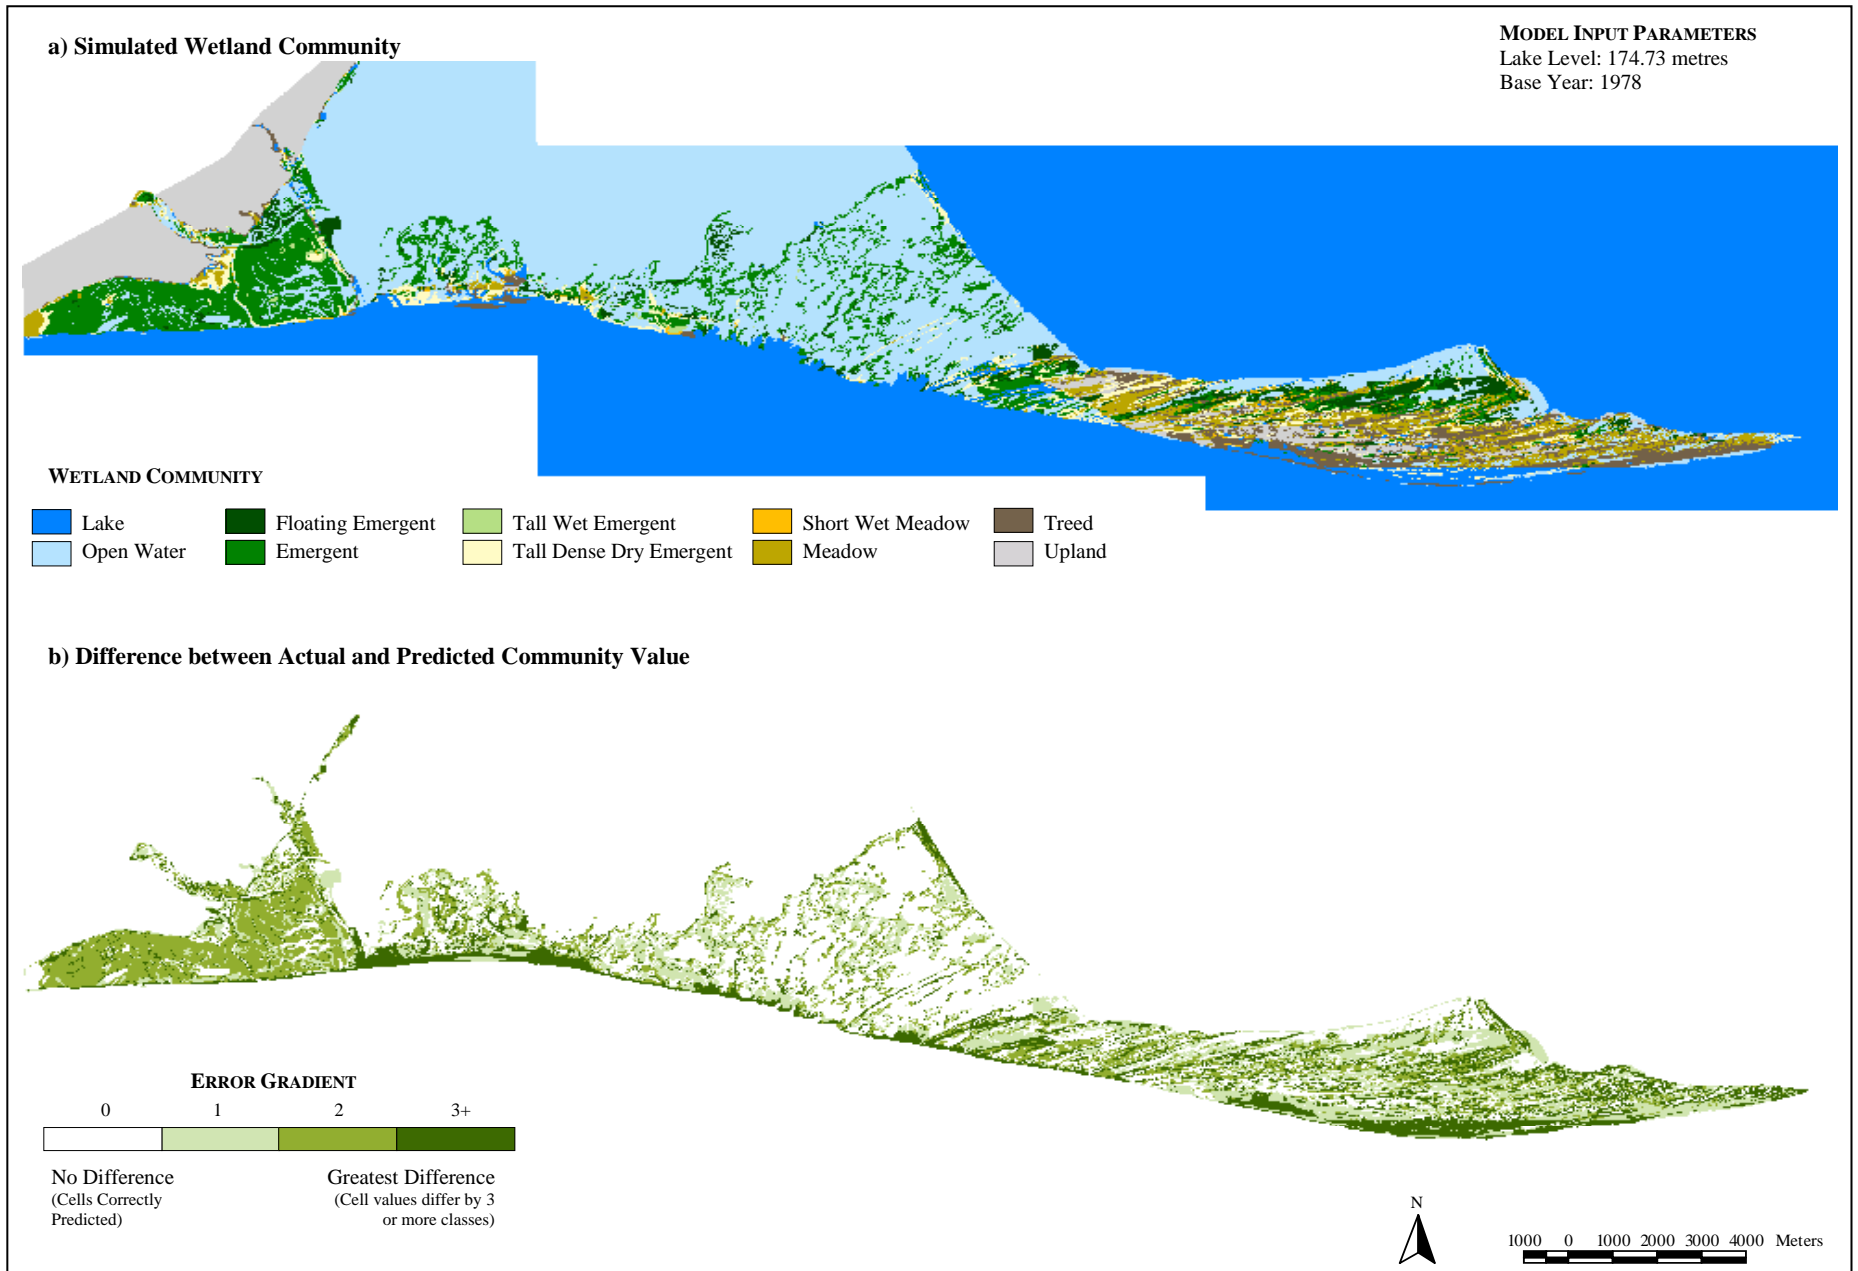 a) Simulated Wetland Community
MODEL INPUT PARAMETERS
Lake Level: 174.73 metres
Base Year: 1978
WETLAND COMMUNITY
Lake
Open Water
Floating Emergent
Emergent
Tall Wet Emergent
Tall Dense Dry Emergent
Short Wet Meadow
Meadow
Treed
Upland
b) Difference between Actual and Predicted Community Value
ERROR GRADIENT
0 1 2 3+
No Difference
(Cells Correctly
Predicted)
Greatest Difference
(Cell values differ by 3
or more classes)
N
1000 0 1000 2000 3000 4000 Meters